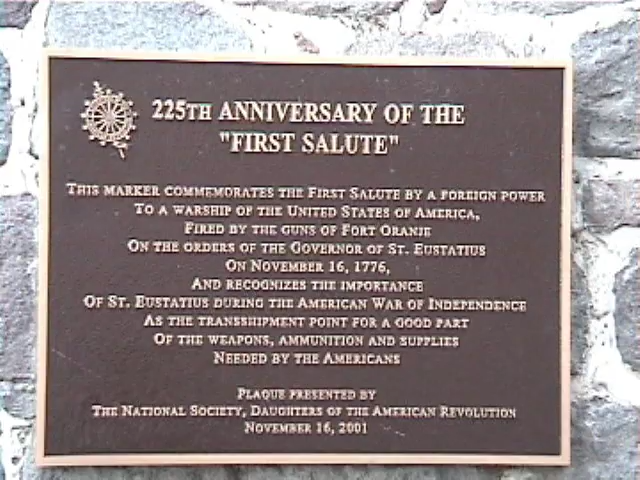 225TH ANNIVERSARY OF THE
"FIRST SALUTE"
THIS MARKER COMMEMORATES THE FIRST SALUTE BY A FOREIGN POWER
TO A WARSHIP OF THE UNITED STATES OF AMERICA,
FIRED BY THE GUNS OF FORT ORANJE
ON THE ORDERS OF THE GOVERNOR OF ST. EUSTATIUS
ON NOVEMBER 16, 1776,
AND RECOGNIZES THE IMPORTANCE
OF ST. EUSTATIUS DURING THE AMERICAN WAR OF INDEPENDENCE
AS THE TRANSSHIPMENT POINT FOR A GOOD PART
OF THE WEAPONS, AMMUNITION AND SUPPLIES
NEEDED BY THE AMERICANS
PLAQUE PRESENTED BY
THE NATIONAL SOCIETY, DAUGHTERS OF THE AMERICAN REVOLUTION
NOVEMBER 16, 2001